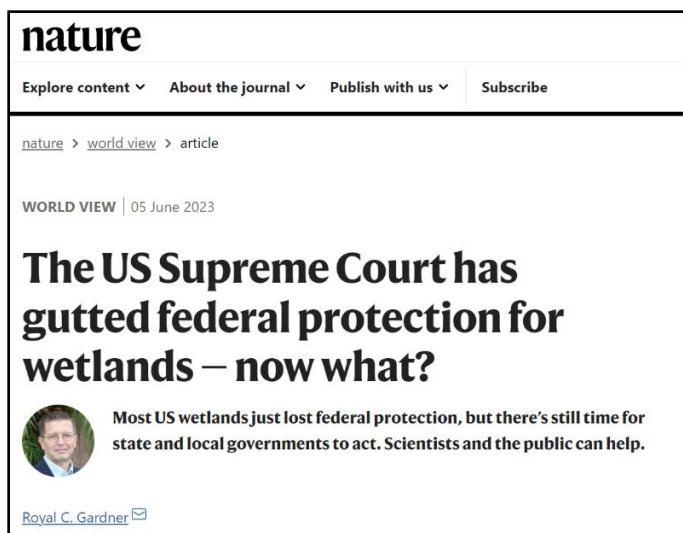 nature
Explore content About the journal Publish with us Subscribe
nature > world view > article
WORLD VIEW | 05 June 2023
The US Supreme Court has
gutted federal protection for
wetlands — now what?
Most US wetlands just lost federal protection, but there’s still time for
state and local governments to act. Scientists and the public can help.
Royal C. Gardner